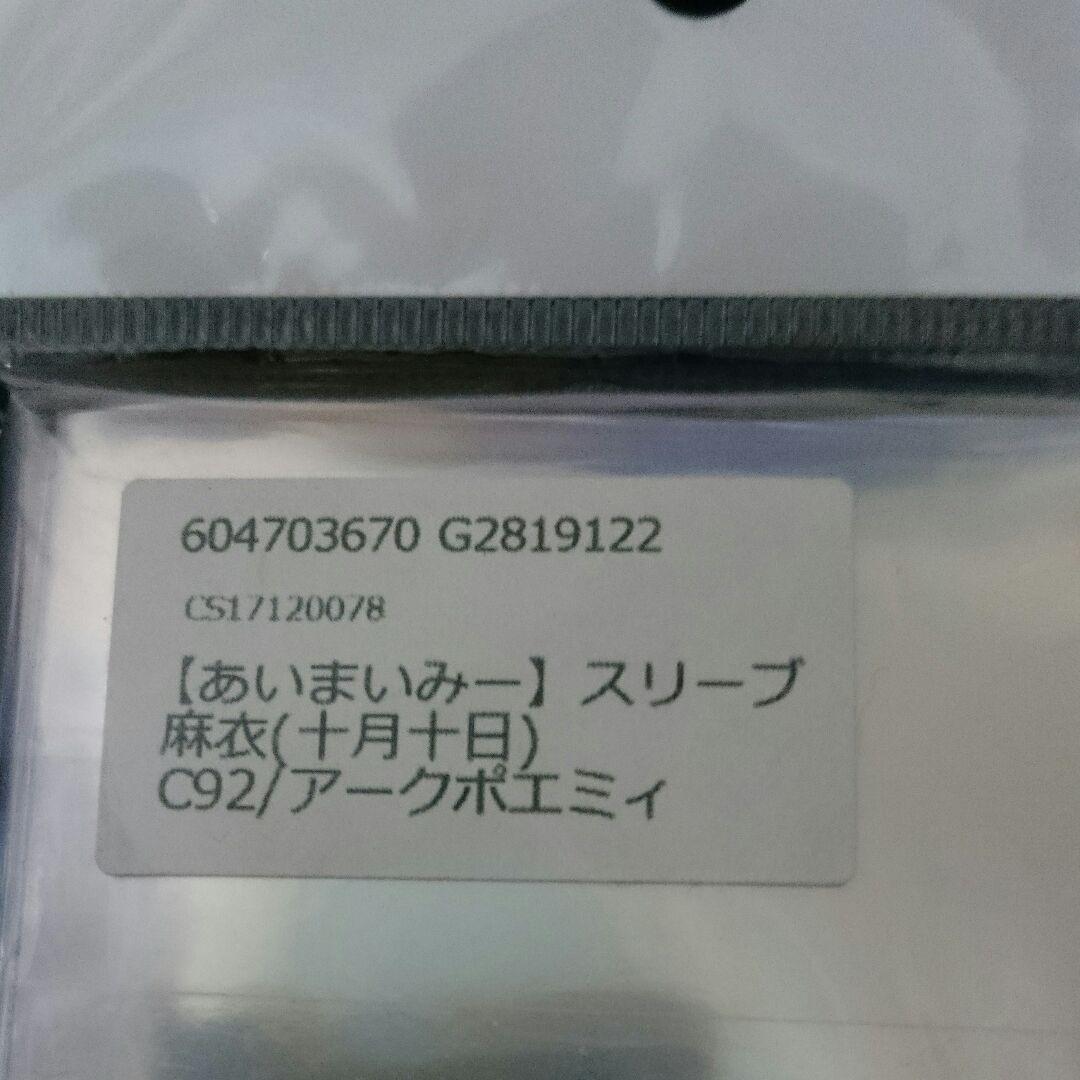 604703670 G2819122
CS17120078
【あいまいみー】スリーブ
麻衣(十月十日)
C92/アークポエミィ